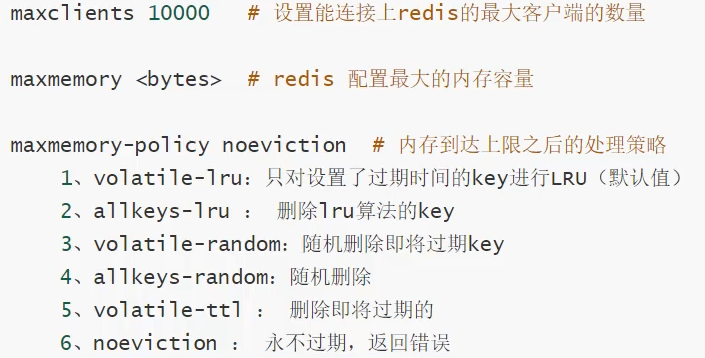 maxclients 10000 # 设置能连接上redis的最大客户端的数量
maxmemory <bytes> # redis 配置最大的内存容量
maxmemory-policy noeviction # 内存到达上限之后的处理策略
1、volatile-lru：只对设置了过期时间的key进行LRU（默认值）
2、allkeys-lru ： 删除lru算法的key
3、volatile-random：随机删除即将过期key
4、allkeys-random：随机删除
5、volatile-ttl ： 删除即将过期的
6、noeviction ： 永不过期，返回错误